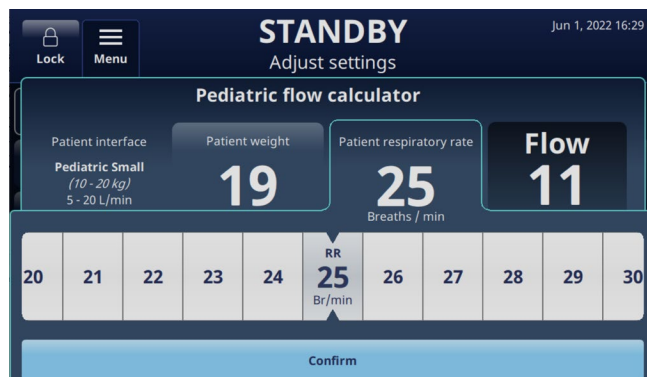 Lock
Menu
STANDBY
Adjust settings
Jun 1, 2022 16:29
Pediatric flow calculator
Patient interface
Pediatric Small
(10 - 20 kg)
5 - 20 L/min
Patient weight
19
Patient respiratory rate
25
Breaths / min
Flow
11
20 21 22 23 24 RR 25 Br/min 26 27 28 29 30
Confirm